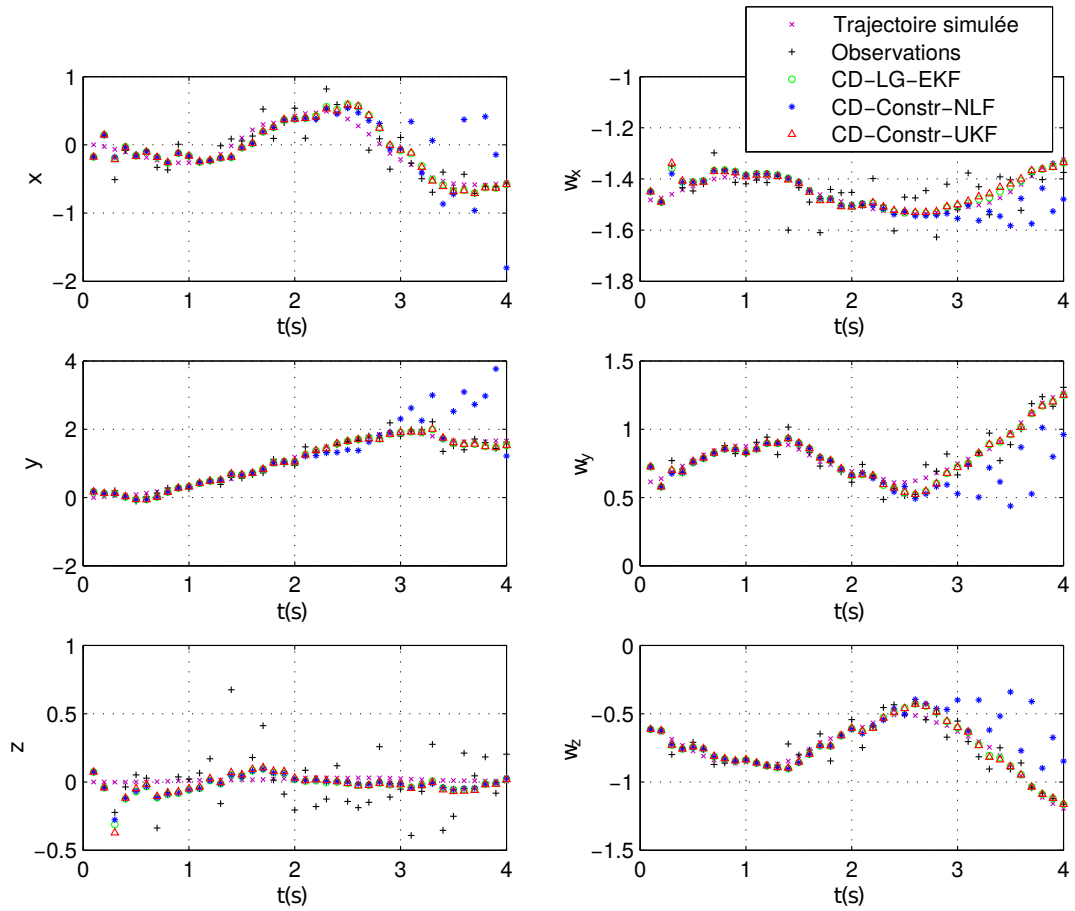 Trajectoire simulée
Observations
CD−LG−EKF
CD−Constr−NLF
CD−Constr−UKF
1
0
−1
−2
x
0 1 2 3 4
t(s)
−1
−1.2
−1.4
−1.6
−1.8
w_x
0 1 2 3 4
t(s)
4
2
0
−2
y
0 1 2 3 4
t(s)
1.5
1
0.5
0
w_y
0 1 2 3 4
t(s)
1
0.5
0
−0.5
z
0 1 2 3 4
t(s)
0
−0.5
−1
−1.5
w_z
0 1 2 3 4
t(s)